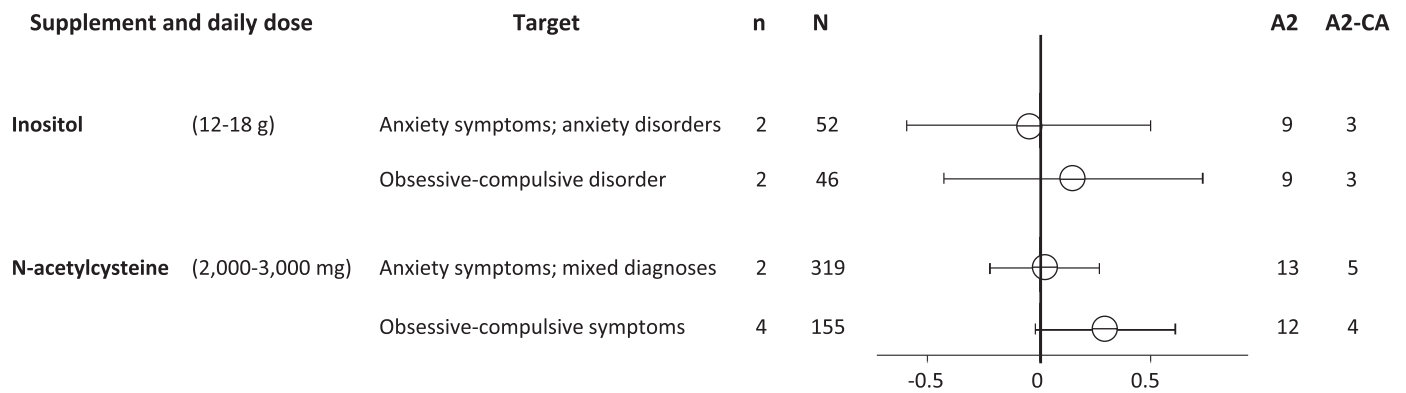 Supplement and daily dose Target n N A2 A2-CA
Inositol (12-18 g) Anxiety symptoms; anxiety disorders 2 52 9 3
Obsessive-compulsive disorder 2 46 9 3
N-acetylcysteine (2,000-3,000 mg) Anxiety symptoms; mixed diagnoses 2 319 13 5
Obsessive-compulsive symptoms 4 155 12 4
-0.5 0 0.5